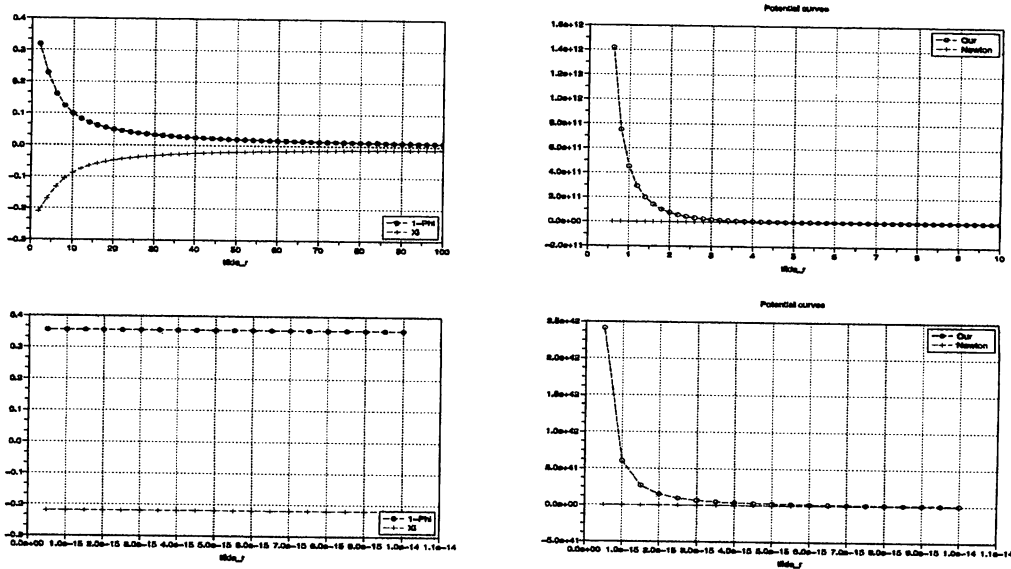 0.4
0.3
0.2
0.1
0.0
-0.1
-0.2
-0.3
0 10 20 30 40 50 60 70 80 90 100
tilde_r
1-Phi
Xi
Potential curves
1.6e+12
1.4e+12
1.2e+12
1.0e+12
8.0e+11
6.0e+11
4.0e+11
2.0e+11
0.0e+00
-2.0e+11
0 1 2 3 4 5 6 7 8 9 10
tilde_r
Our
Newton
0.4
0.3
0.2
0.1
0.0
-0.1
-0.2
-0.3
0.0e+00 1.0e-15 2.0e-15 3.0e-15 4.0e-15 5.0e-15 6.0e-15 7.0e-15 8.0e-15 9.0e-15 1.0e-14 1.1e-14
tilde_r
1-Phi
Xi
Potential curves
2.5e+42
2.0e+42
1.5e+42
1.0e+42
5.0e+41
0.0e+00
-5.0e+41
0.0e+00 1.0e-15 2.0e-15 3.0e-15 4.0e-15 5.0e-15 6.0e-15 7.0e-15 8.0e-15 9.0e-15 1.0e-14 1.1e-14
tilde_r
Our
Newton